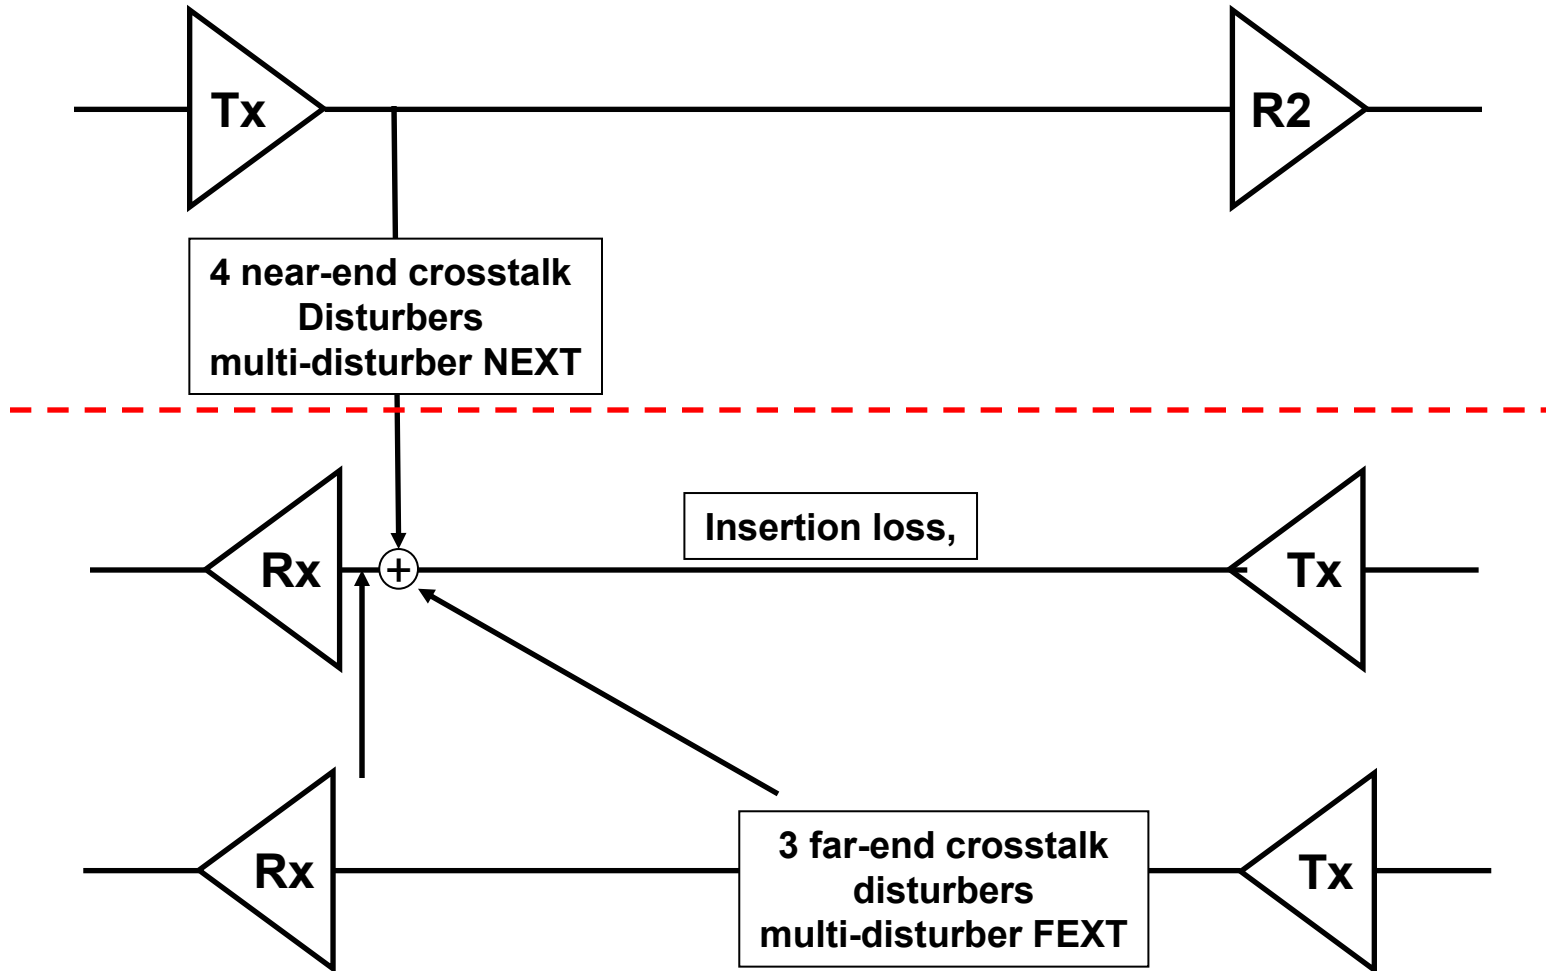 Tx
R2
4 near-end crosstalk
Disturbers
multi-disturber NEXT
Insertion loss,
Rx
+
Tx
3 far-end crosstalk
disturbers
multi-disturber FEXT
Rx
Tx